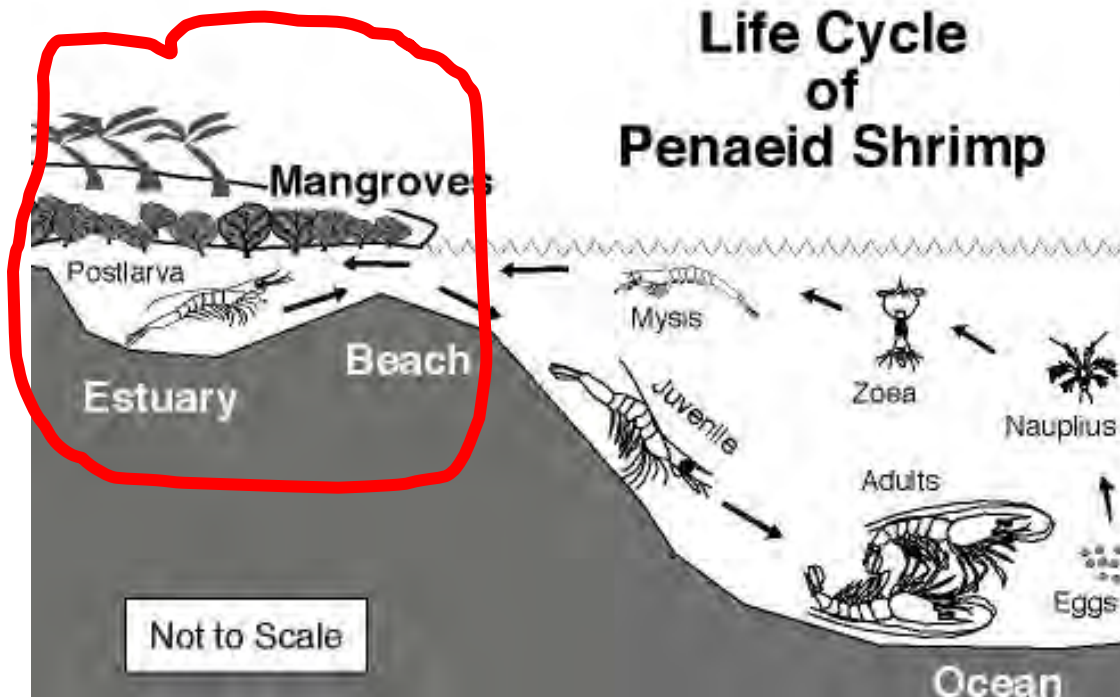 Life Cycle
of
Penaeid Shrimp
Mangroves
Postlarva
Mysis
Zoea
Nauplius
Beach
Estuary
Juvenile
Adults
Eggs
Not to Scale
Ocean